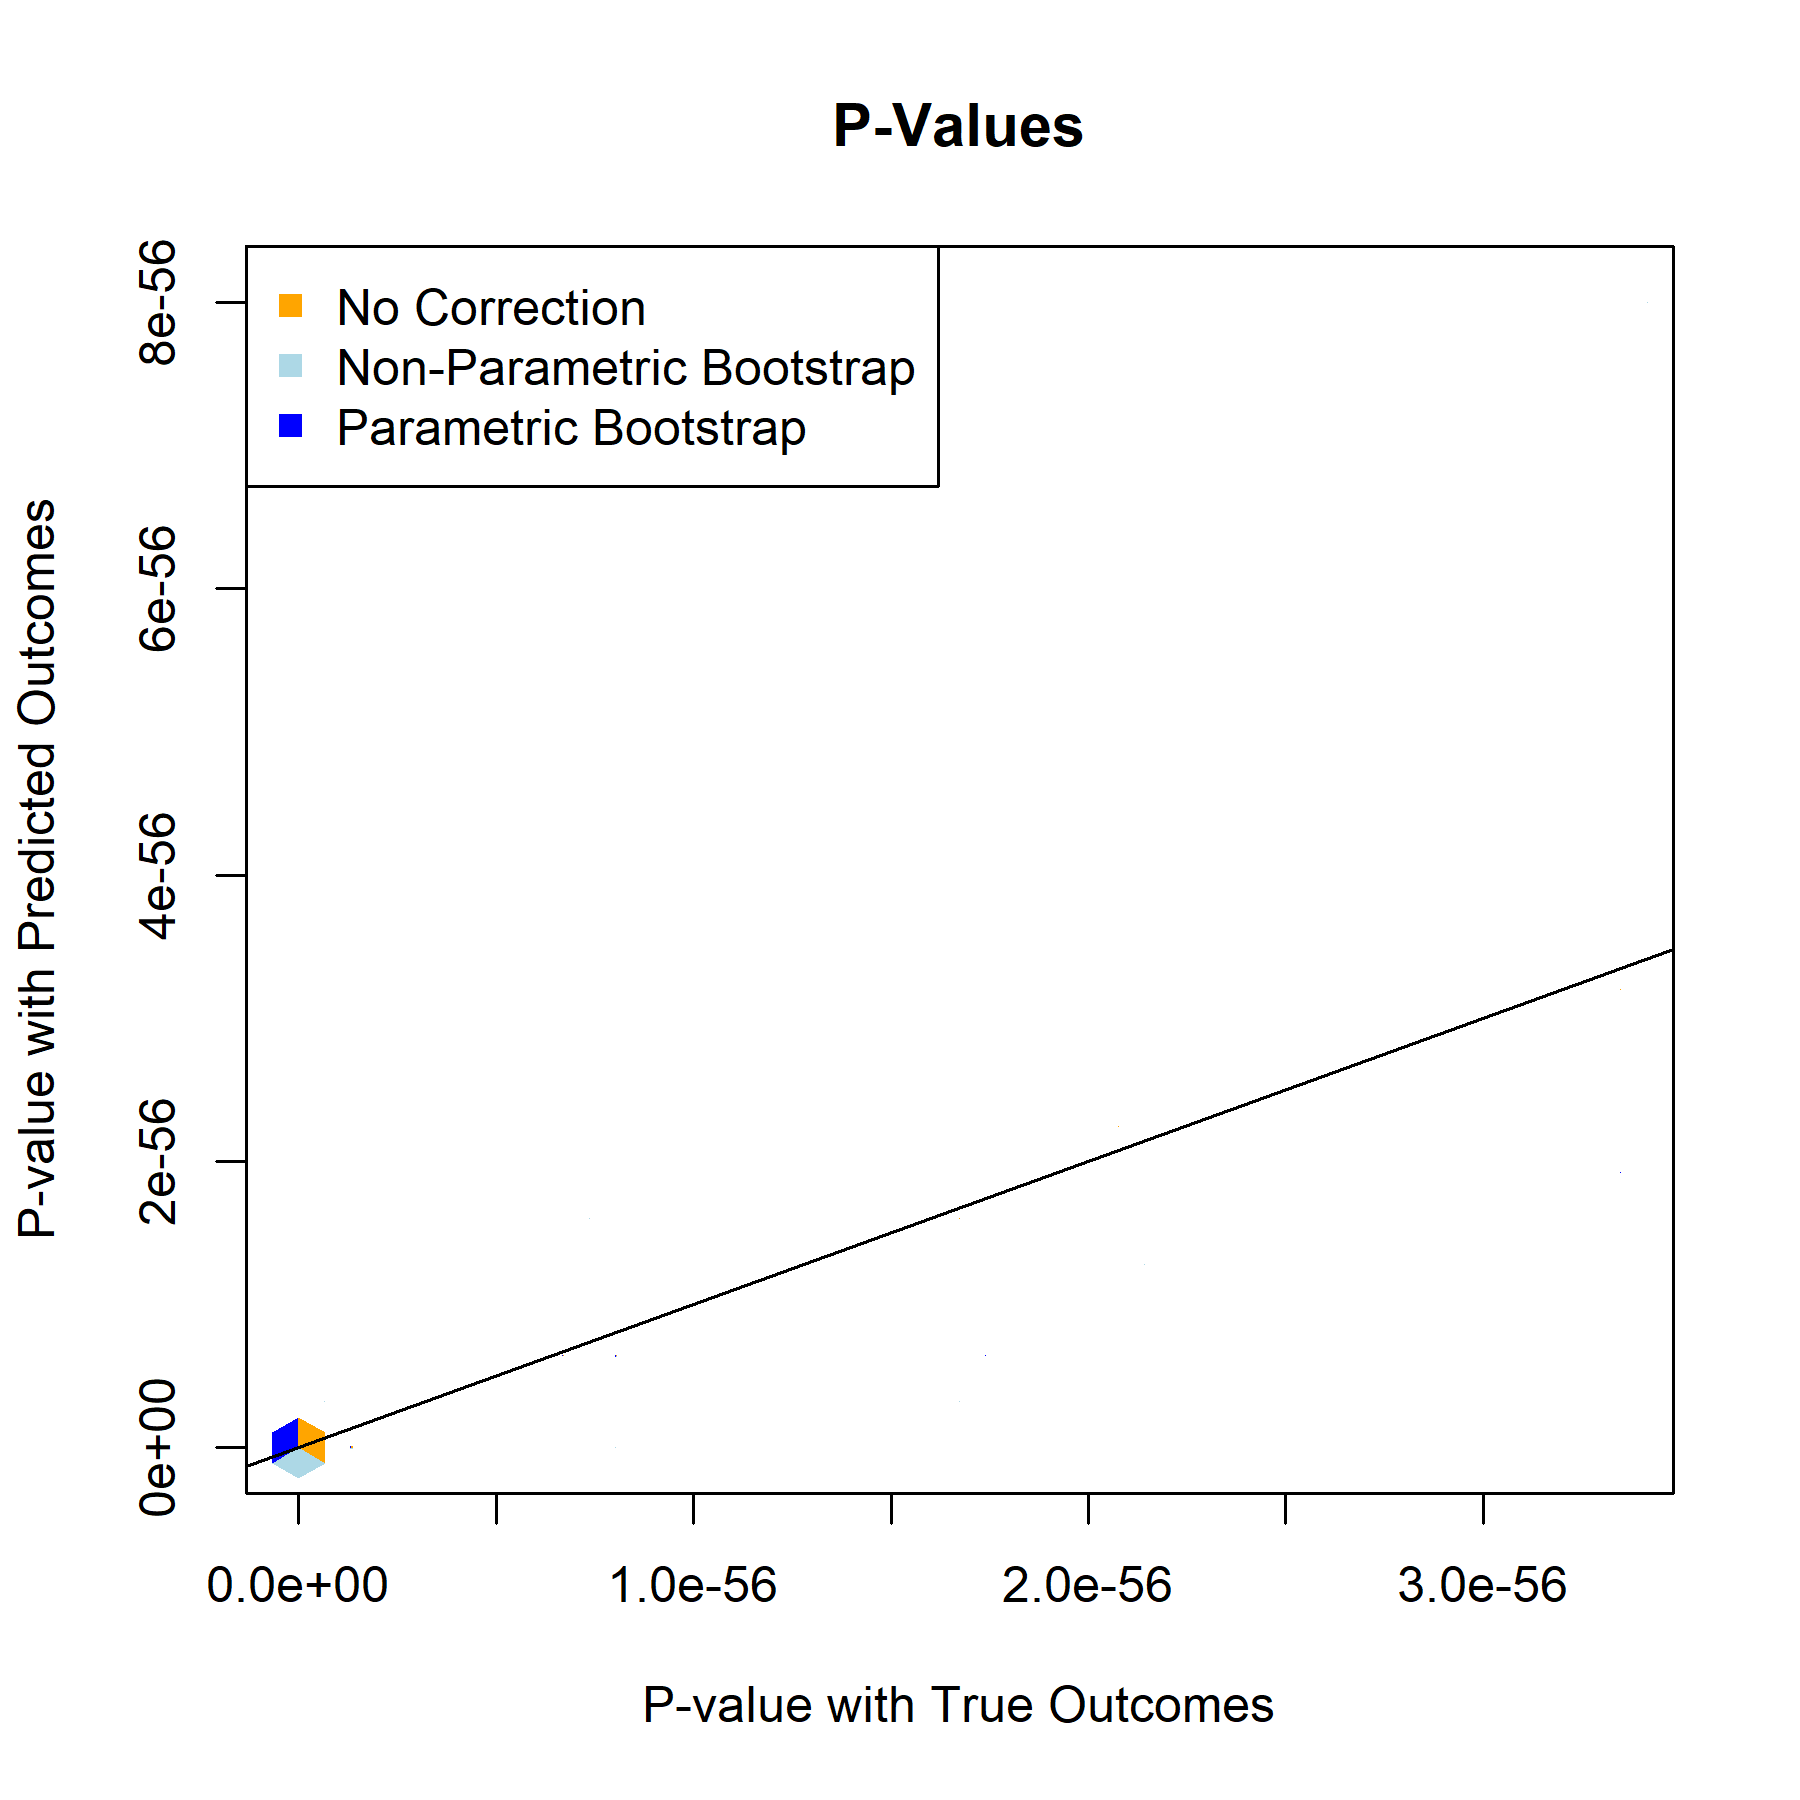 P-Values
No Correction
Non-Parametric Bootstrap
Parametric Bootstrap
P-value with Predicted Outcomes
8e-56
6e-56
4e-56
2e-56
0e+00
0.0e+00 1.0e-56 2.0e-56 3.0e-56
P-value with True Outcomes